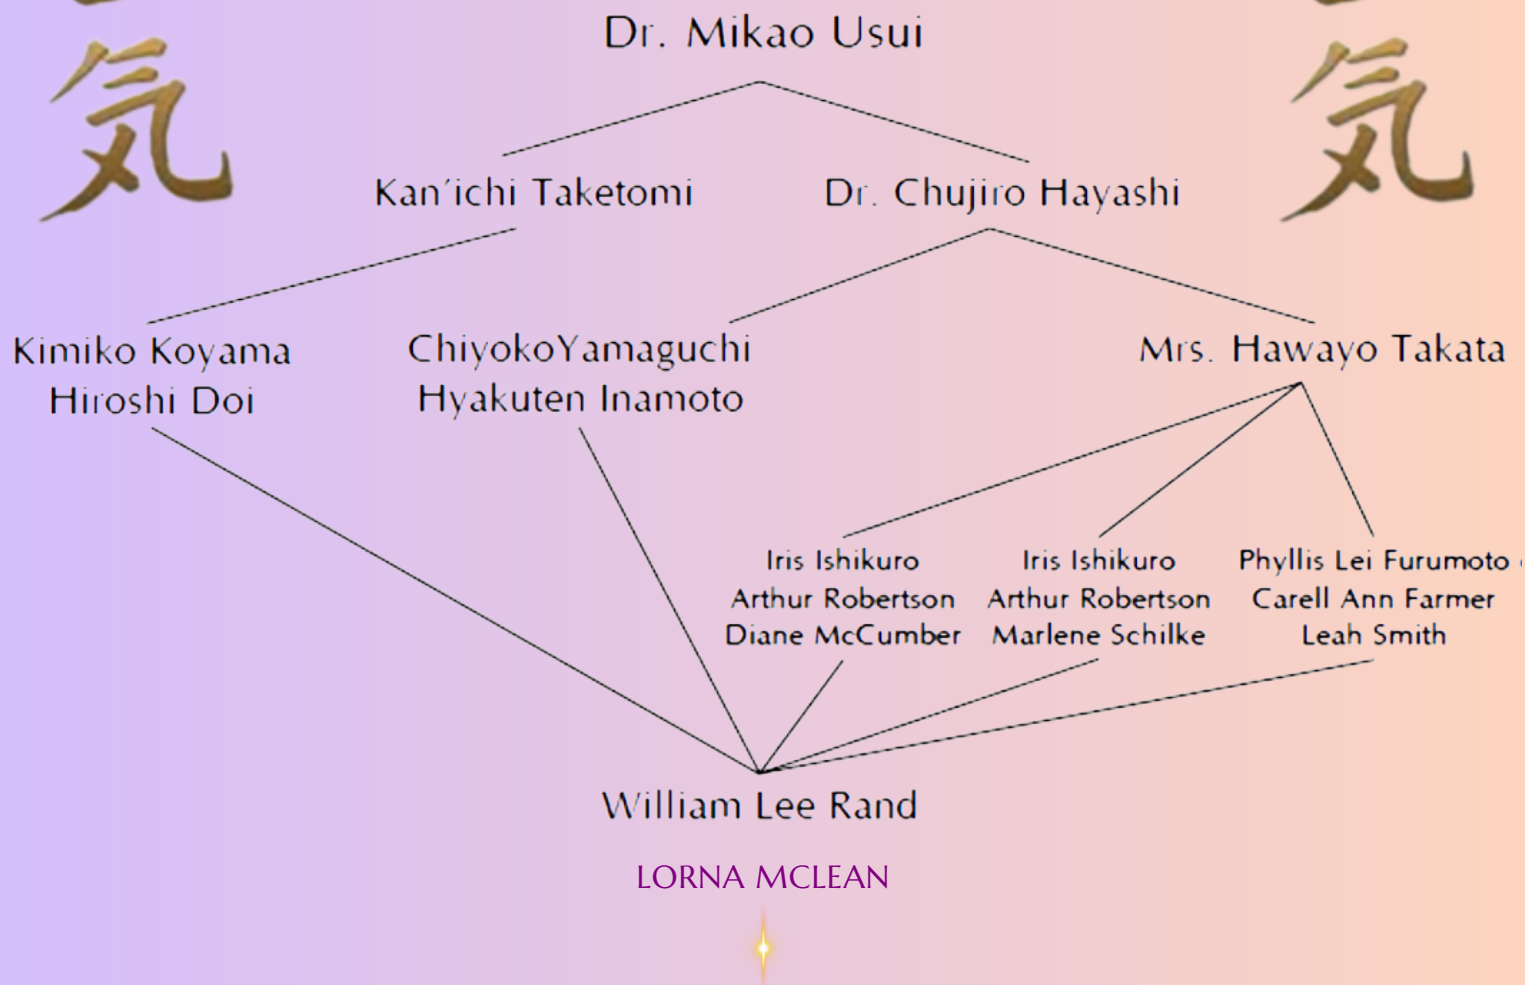 Dr. Mikao Usui
気
気
Kan'ichi Taketomi
Dr. Chujiro Hayashi
Kimiko Koyama
Hiroshi Doi
ChiyokoYamaguchi
Hyakuten Inamoto
Mrs. Hawayo Takata
Iris Ishikuro
Arthur Robertson
Diane McCumber
Iris Ishikuro
Arthur Robertson
Marlene Schilke
Phyllis Lei Furumoto
Carell Ann Farmer
Leah Smith
William Lee Rand
LORNA MCLEAN